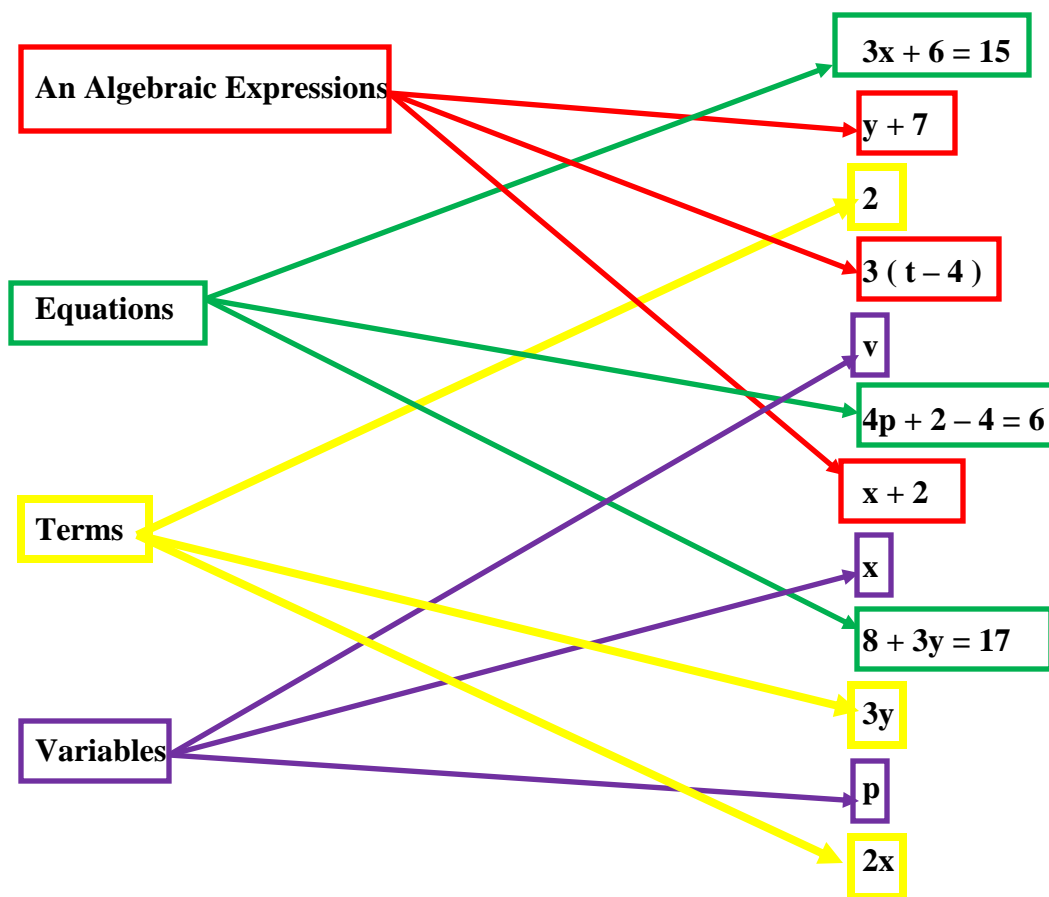 An Algebraic Expressions
Equations
Terms
Variables
3x + 6 = 15
y + 7
2
3 ( t – 4 )
v
4p + 2 – 4 = 6
x + 2
x
8 + 3y = 17
3y
p
2x